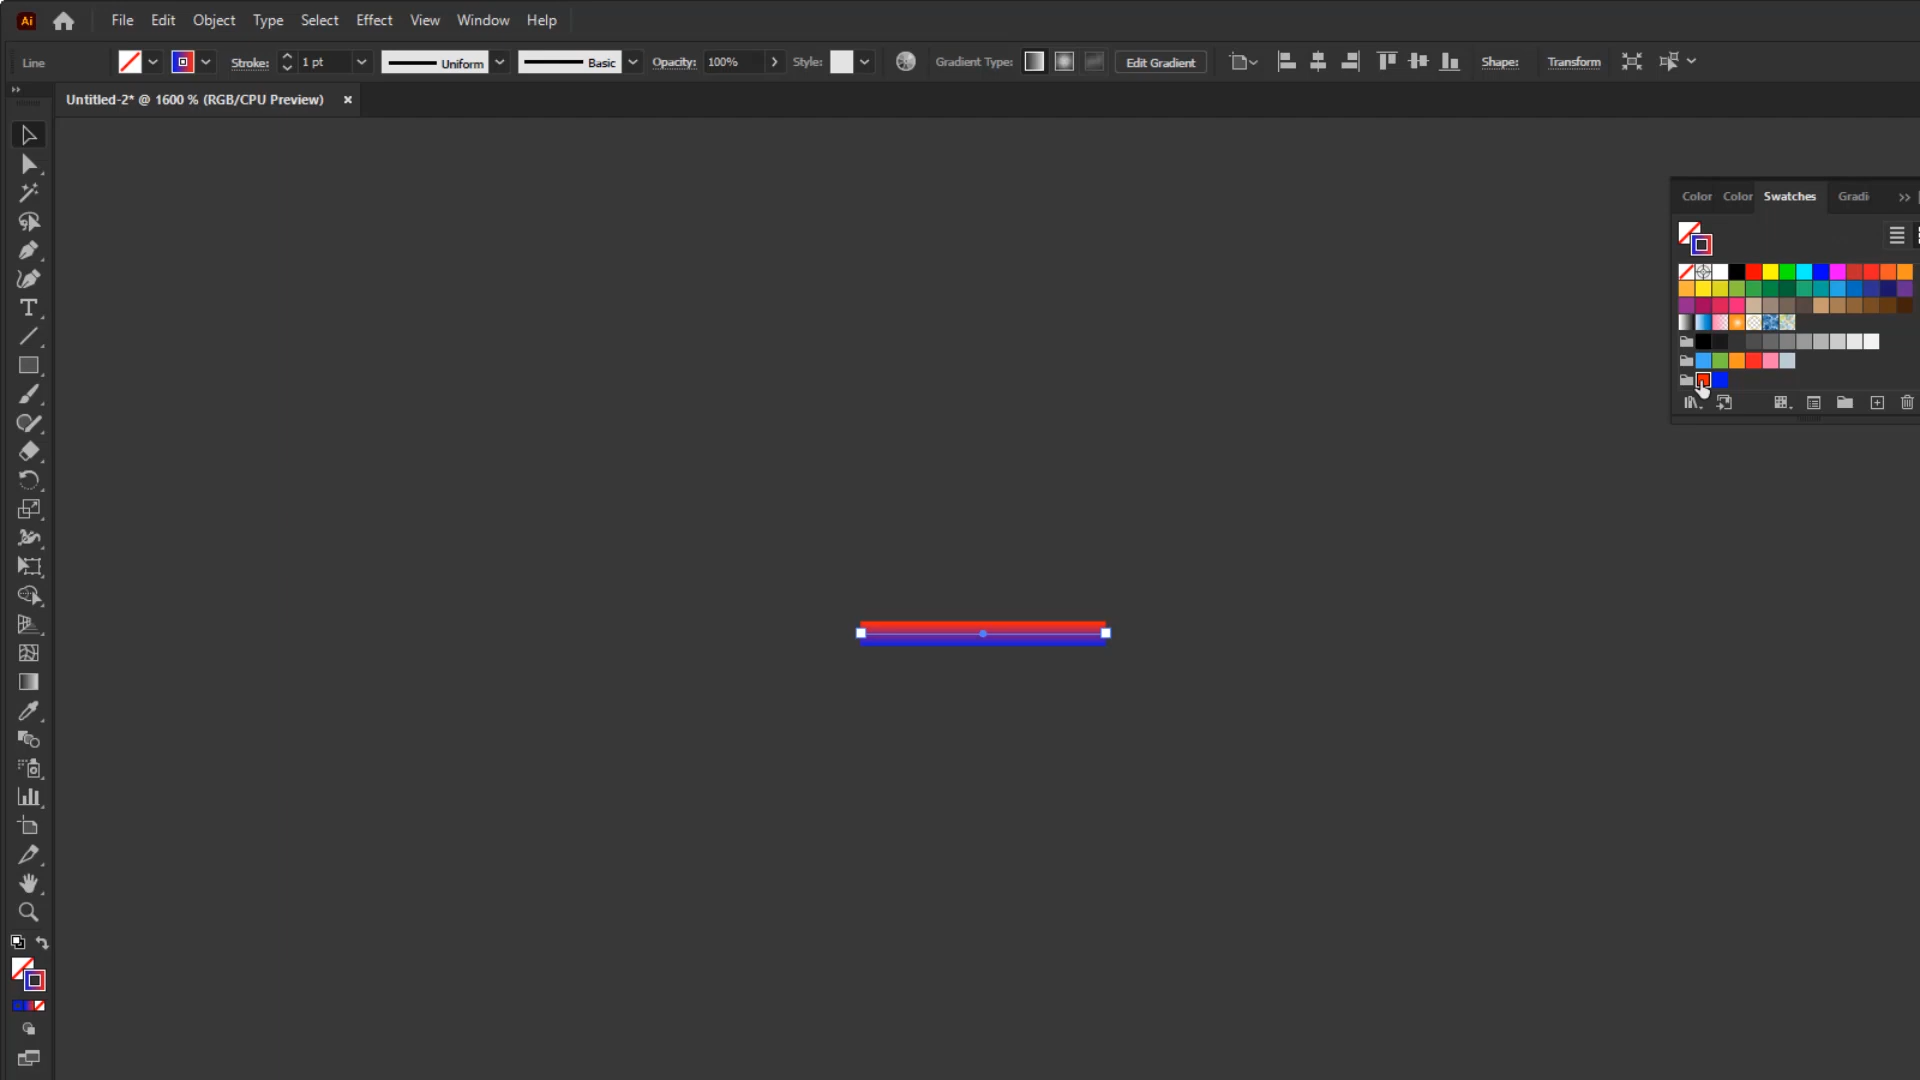 Ai File Edit Object Type Select Effect View Window Help
Line Stroke: 1 pt Uniform Basic Opacity: 100% Style: Gradient Type: Edit Gradient Shape: Transform
Untitled-2* @ 1600 % (RGB/CPU Preview) ×
Color Color Swatches Gradi